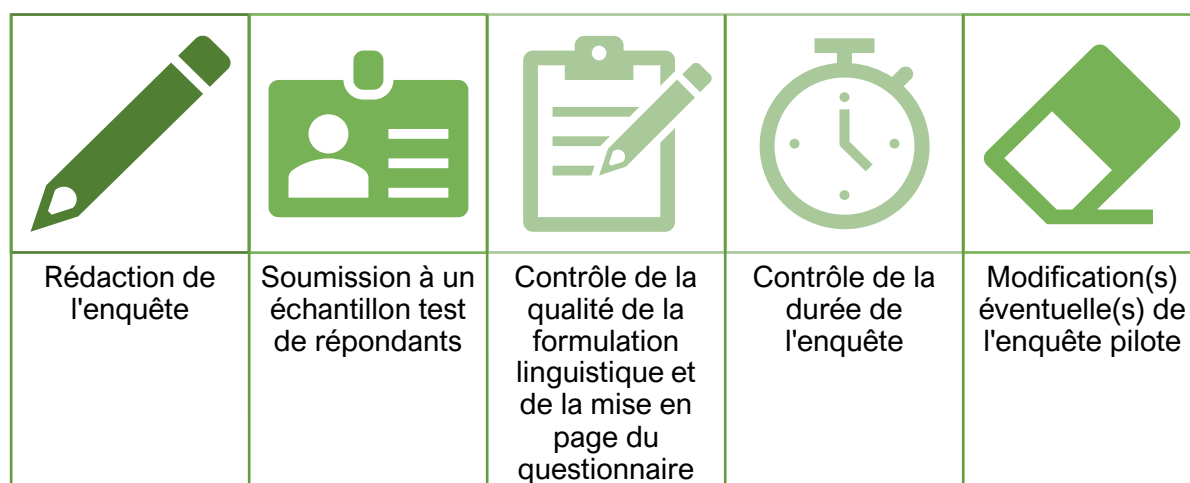 Rédaction de
l'enquête
Soumission à un
échantillon test
de répondants
Contrôle de la
qualité de la
formulation
linguistique et
de la mise en
page du
questionnaire
Contrôle de la
durée de
l'enquête
Modification(s)
éventuelle(s) de
l'enquête pilote